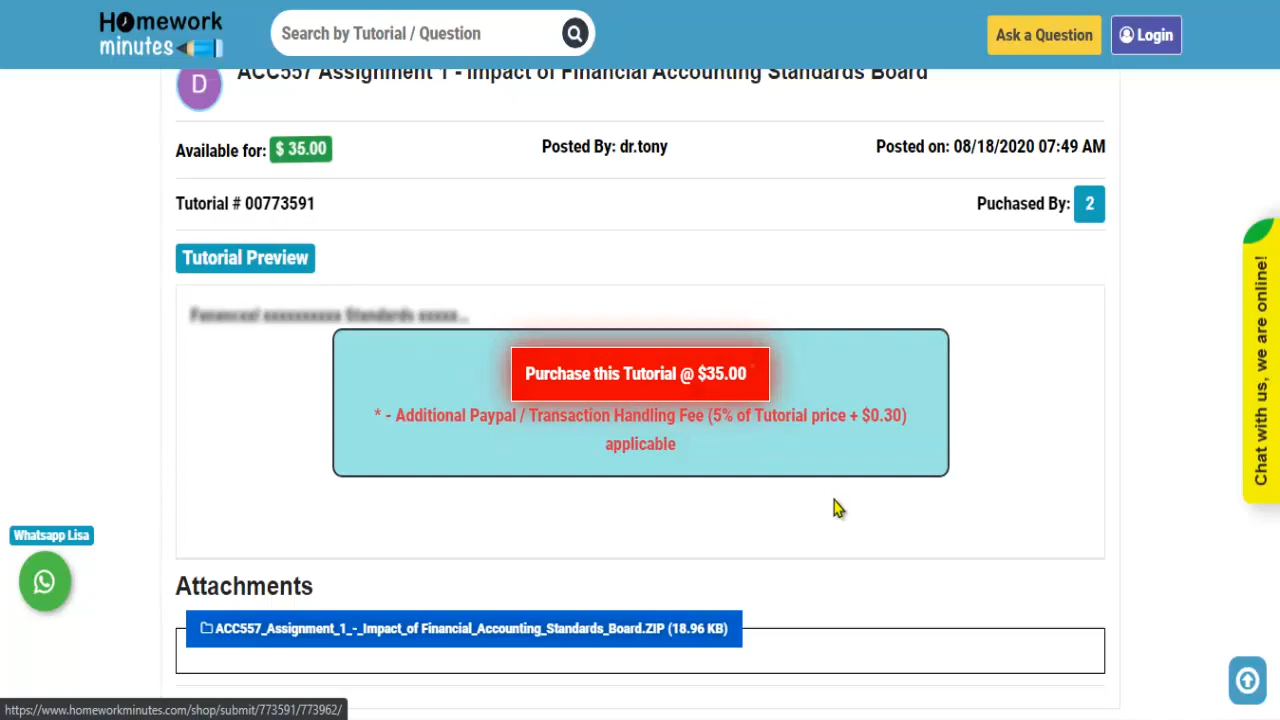 Homework
minutes
Search by Tutorial / Question
Ask a Question
Login
D
ACC557 Assignment 1 - Impact of Financial Accounting Standards Board
Available for: $ 35.00
Posted By: dr.tony
Posted on: 08/18/2020 07:49 AM
Tutorial # 00773591
Puchased By: 2
Tutorial Preview
Standards
Purchase this Tutorial @ $35.00 *
* - Additional Paypal / Transaction Handling Fee (5% of Tutorial price + $0.30)
applicable
Chat with us, we are online!
Whatsapp Lisa
Attachments
ACC557_Assignment_1_-_Impact_of Financial_Accounting_Standards_Board.ZIP (18.96 KB)
https://www.homeworkminutes.com/shop/submit/773591/773962/